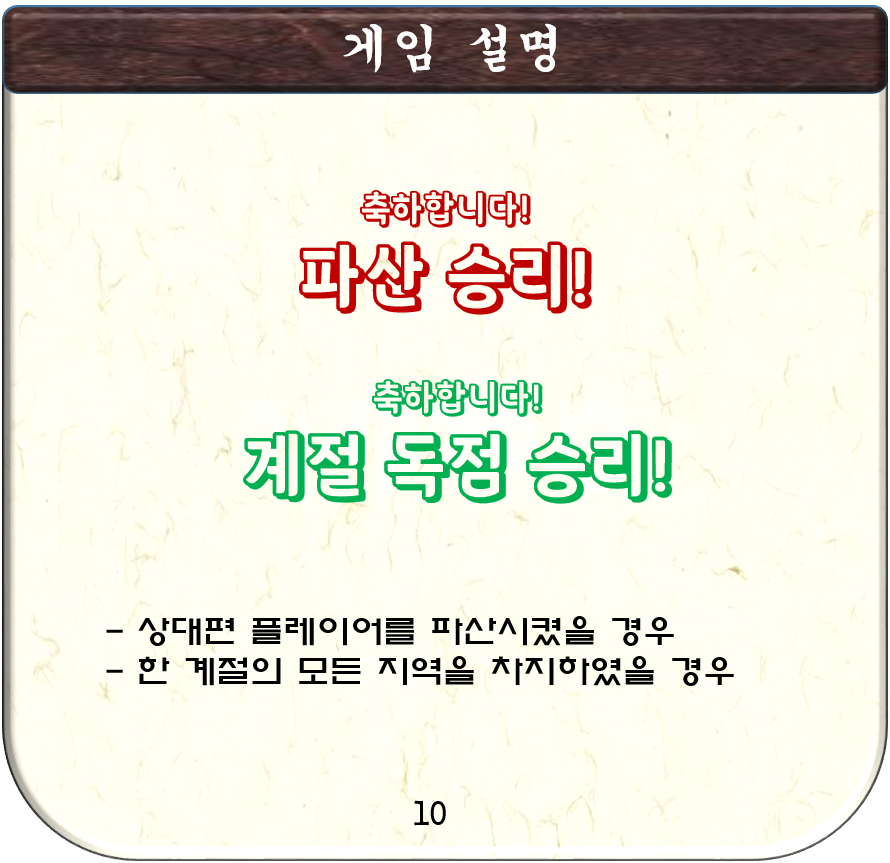 게임 설명
축하합니다!
파산 승리!
축하합니다!
계절 독점 승리!
- 상대편 플레이어를 파산시켰을 경우
- 한 계절의 모든 지역을 차지하였을 경우
10